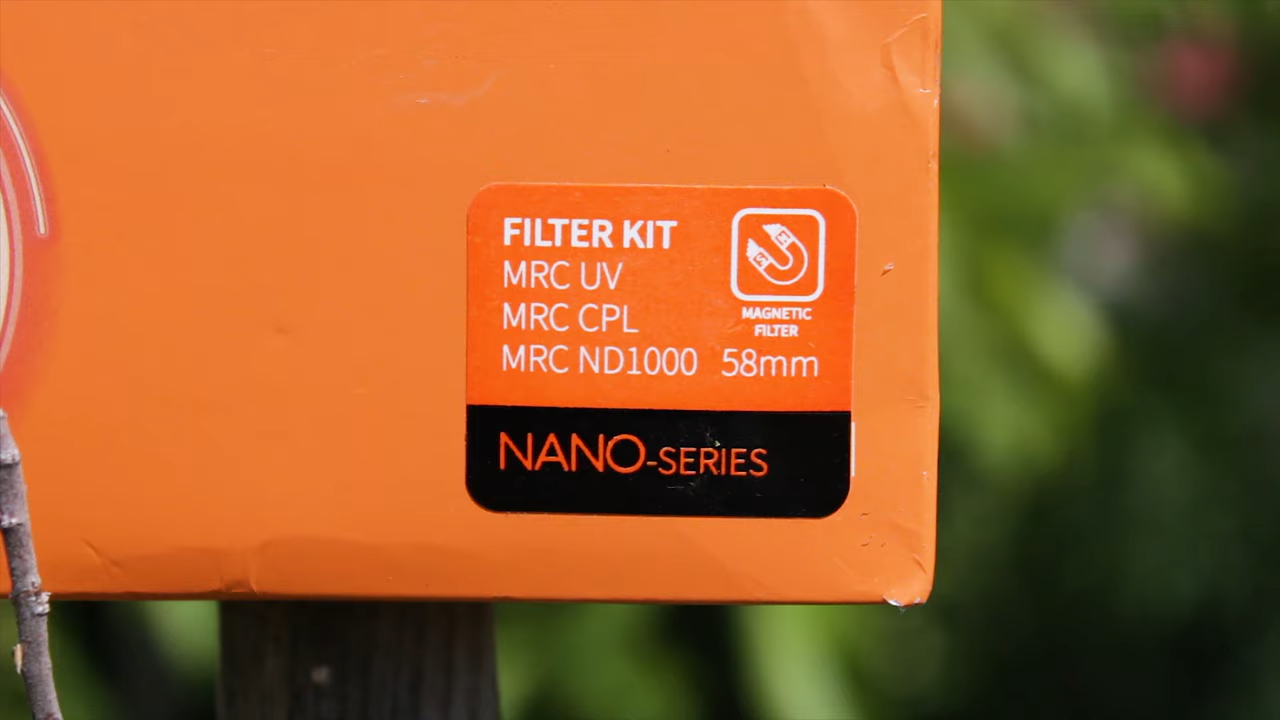 FILTER KIT
MRC UV
MRC CPL
MRC ND1000 58mm
MAGNETIC
FILTER
NANO-SERIES